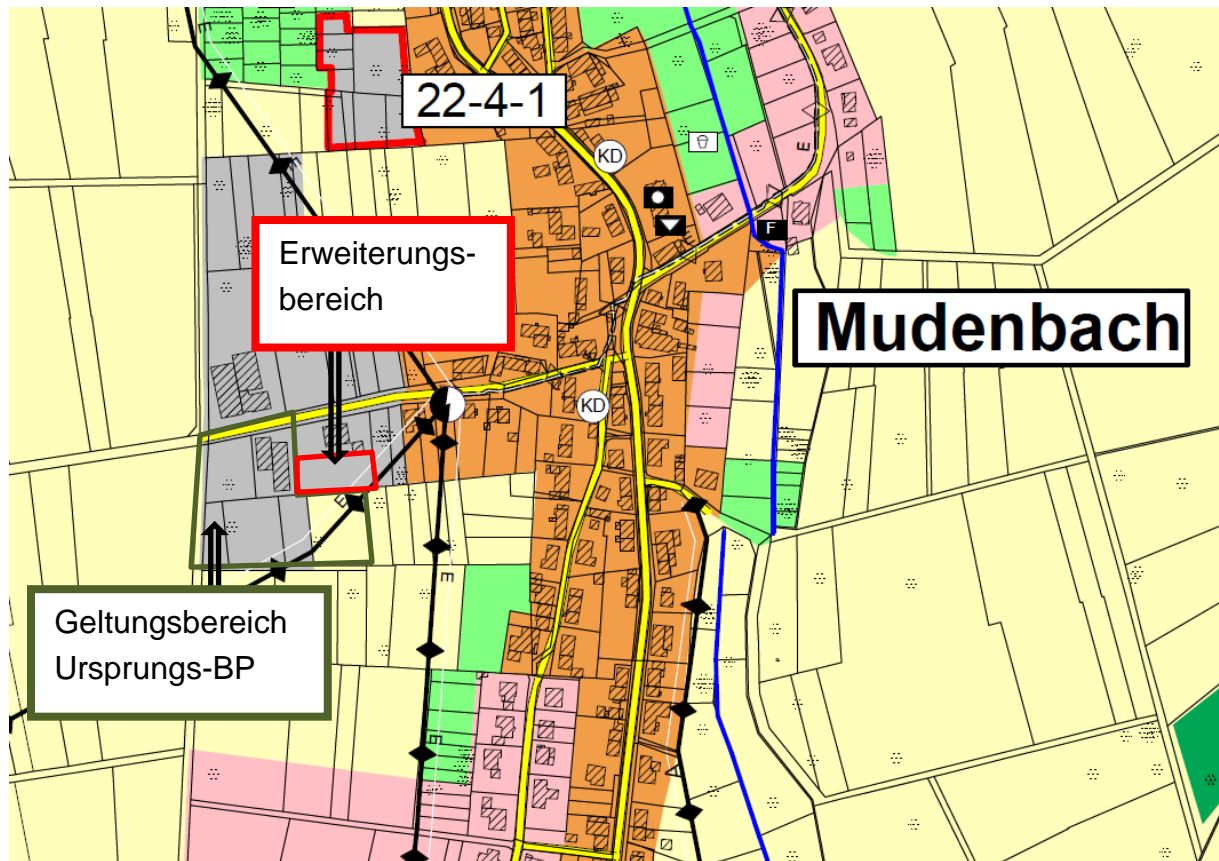 E
22-4-1
E
KD
E
Erweiterungs-
bereich
F
Mudenbach
E
KD
E
Geltungsbereich
Ursprungs-BP
E
E
A